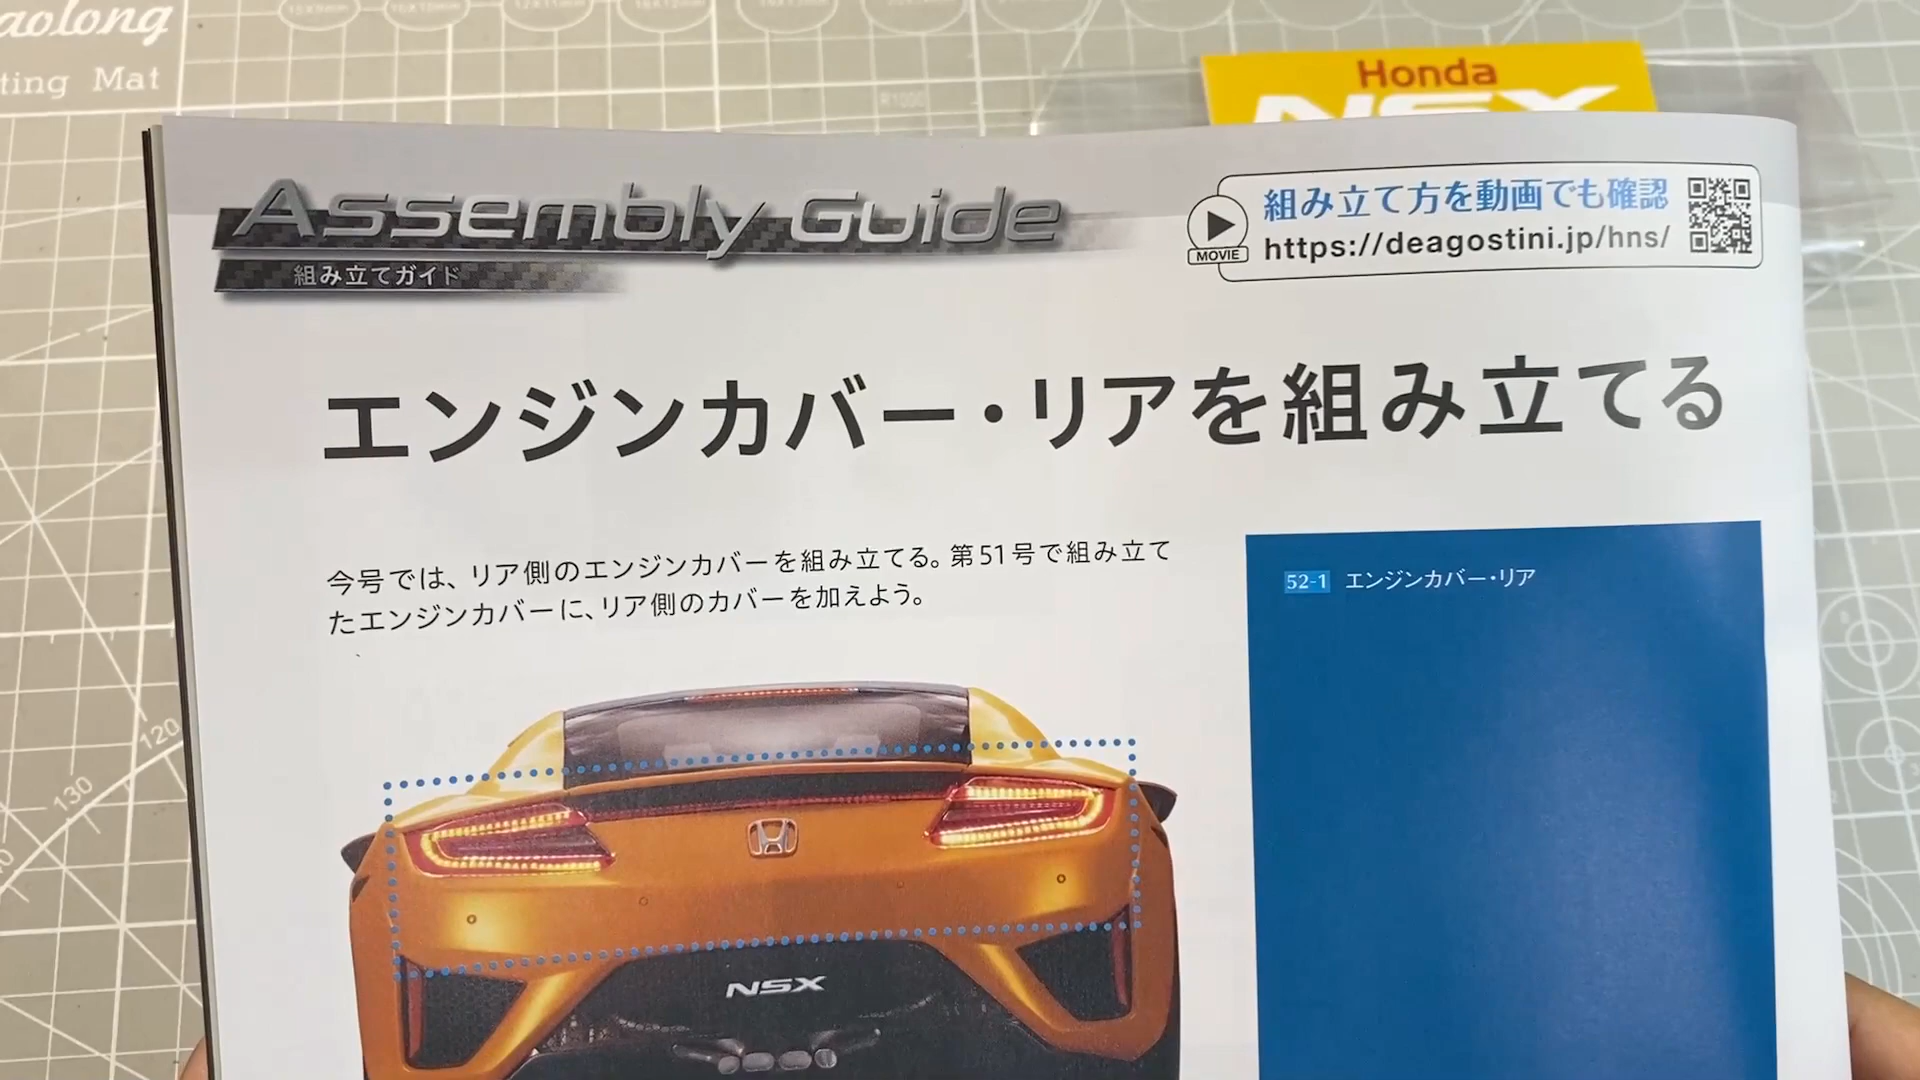 aolong
ting Mat
R1000
Honda
NSX
Assembly Guide
組み立てガイド
MOVIE
組み立て方を動画でも確認
https://deagostini.jp/hns/
エンジンカバー・リアを組み立てる
今号では、リア側のエンジンカバーを組み立てる。第51号で組み立て
たエンジンカバーに、リア側のカバーを加えよう。
52-1 エンジンカバー・リア
NSX
120
130